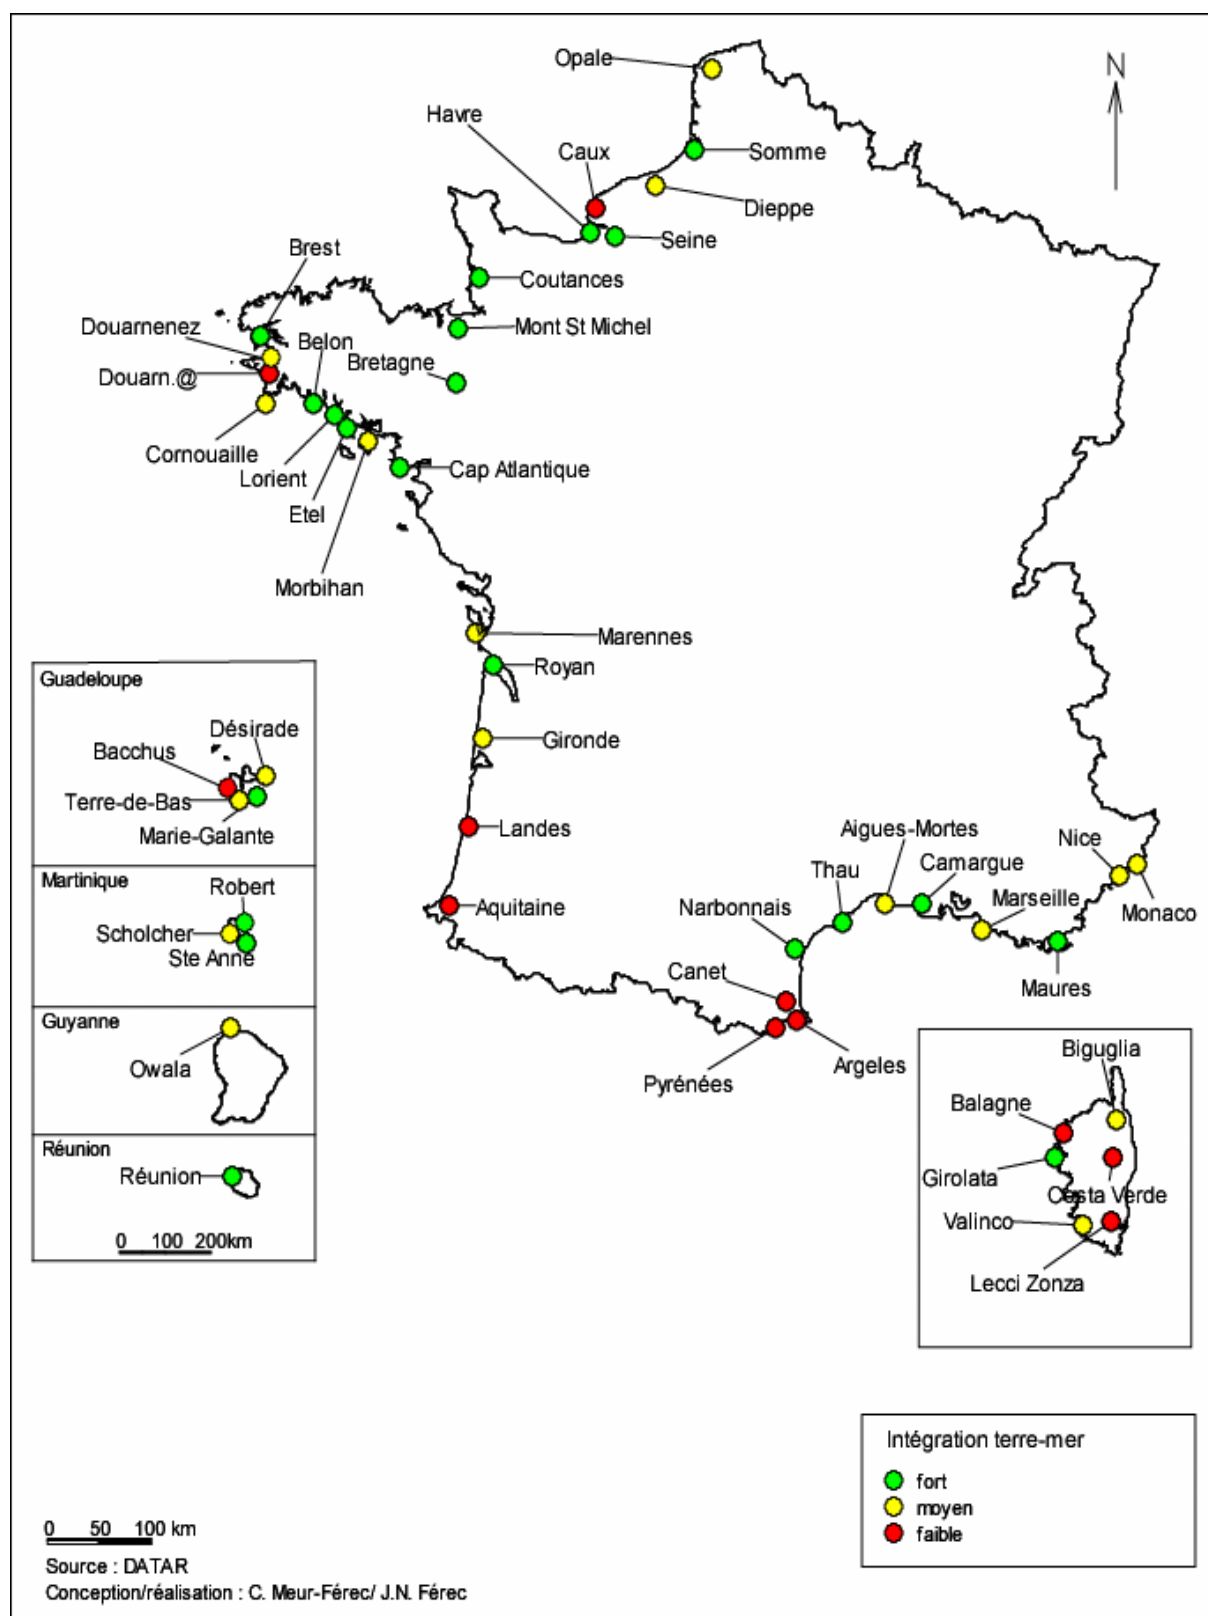 Opale
N
Havre
Caux
Somme
Dieppe
Seine
Brest
Coutances
Douarnenez
Belon
Mont St Michel
Bretagne
Douarn.@
Cornouaille
Lorient
Cap Atlantique
Etel
Morbihan
Marennes
Royan
Gironde
Landes
Aquitaine
Aigues-Mortes
Nice
Thau
Camargue
Marseille
Narbonnais
Monaco
Canet
Maures
Pyrénées
Argeles
Guadeloupe
Désirade
Bacchus
Terre-de-Bas
Marie-Galante
Martinique
Robert
Scholcher
Ste Anne
Guyanne
Owala
Réunion
Réunion
0 100 200km
Biguglia
Balagne
Girolata
Costa Verde
Valinco
Lecci Zonza
Intégration terre-mer
fort
moyen
faible
0 50 100 km
Source : DATAR
Conception/réalisation : C. Meur-Férec/ J.N. Férec